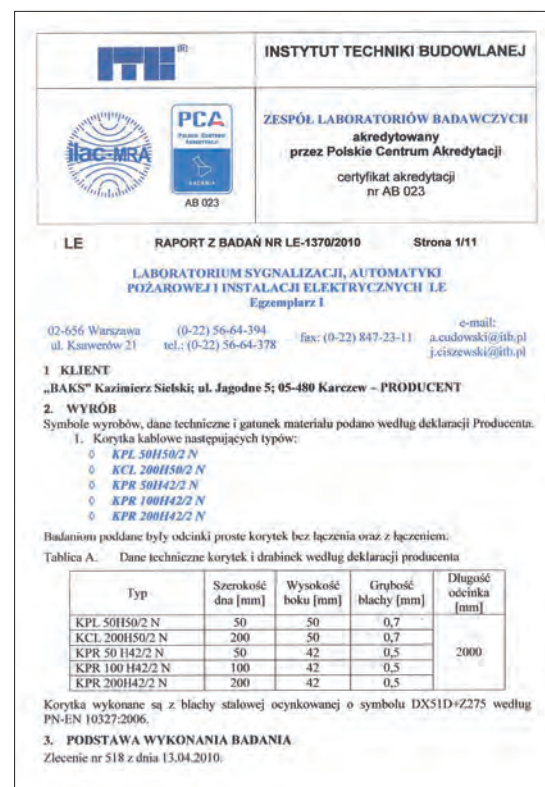 ITB ®
INSTYTUT TECHNIKI BUDOWLANEJ
ilac-MRA
PCA
POLSKIE CENTRUM
AKREDYTACJI
BADANIA
AB 023
ZESPÓŁ LABORATORIÓW BADAWCZYCH
akredytowany
przez Polskie Centrum Akredytacji
certyfikat akredytacji
nr AB 023
LE RAPORT Z BADAŃ NR LE-1370/2010 Strona 1/11
LABORATORIUM SYGNALIZACJI, AUTOMATYKI
POŻAROWEJ I INSTALACJI ELEKTRYCZNYCH LE
Egzemplarz 1
02-656 Warszawa
ul. Ksawerów 21
(0-22) 56-64-394
tel.: (0-22) 56-64-378
fax: (0-22) 847-23-11
e-mail:
a.cudowski@itb.pl
j.ciszewski@itb.pl
1 KLIENT
„BAKS" Kazimierz Sielski; ul. Jagodne 5; 05-480 Karczew – PRODUCENT
2. WYRÓB
Symbole wyrobów, dane techniczne i gatunek materiału podano według deklaracji Producenta.
1. Korytka kablowe następujących typów:
◊ KPL 50H50/2 N
◊ KCL 200H50/2 N
◊ KPR 50H42/2 N
◊ KPR 100H42/2 N
◊ KPR 200H42/2 N
Badaniom poddane były odcinki proste korytek bez łączenia oraz z łączeniem.
Tablica A. Dane techniczne korytek i drabinek według deklaracji producenta
Typ Szerokość dna [mm] Wysokość boku [mm] Grubość blachy [mm] Długość odcinka [mm]
KPL 50H50/2 N 50 50 0,7
KCL 200H50/2 N 200 50 0,7
KPR 50 H42/2 N 50 42 0,5 2000
KPR 100 H42/2 N 100 42 0,5
KPR 200H42/2 N 200 42 0,5
Korytka wykonane są z blachy stalowej ocynkowanej o symbolu DX51D+Z275 według
PN-EN 10327:2006.
3. PODSTAWA WYKONANIA BADANIA
Zlecenie nr 518 z dnia 13.04.2010.